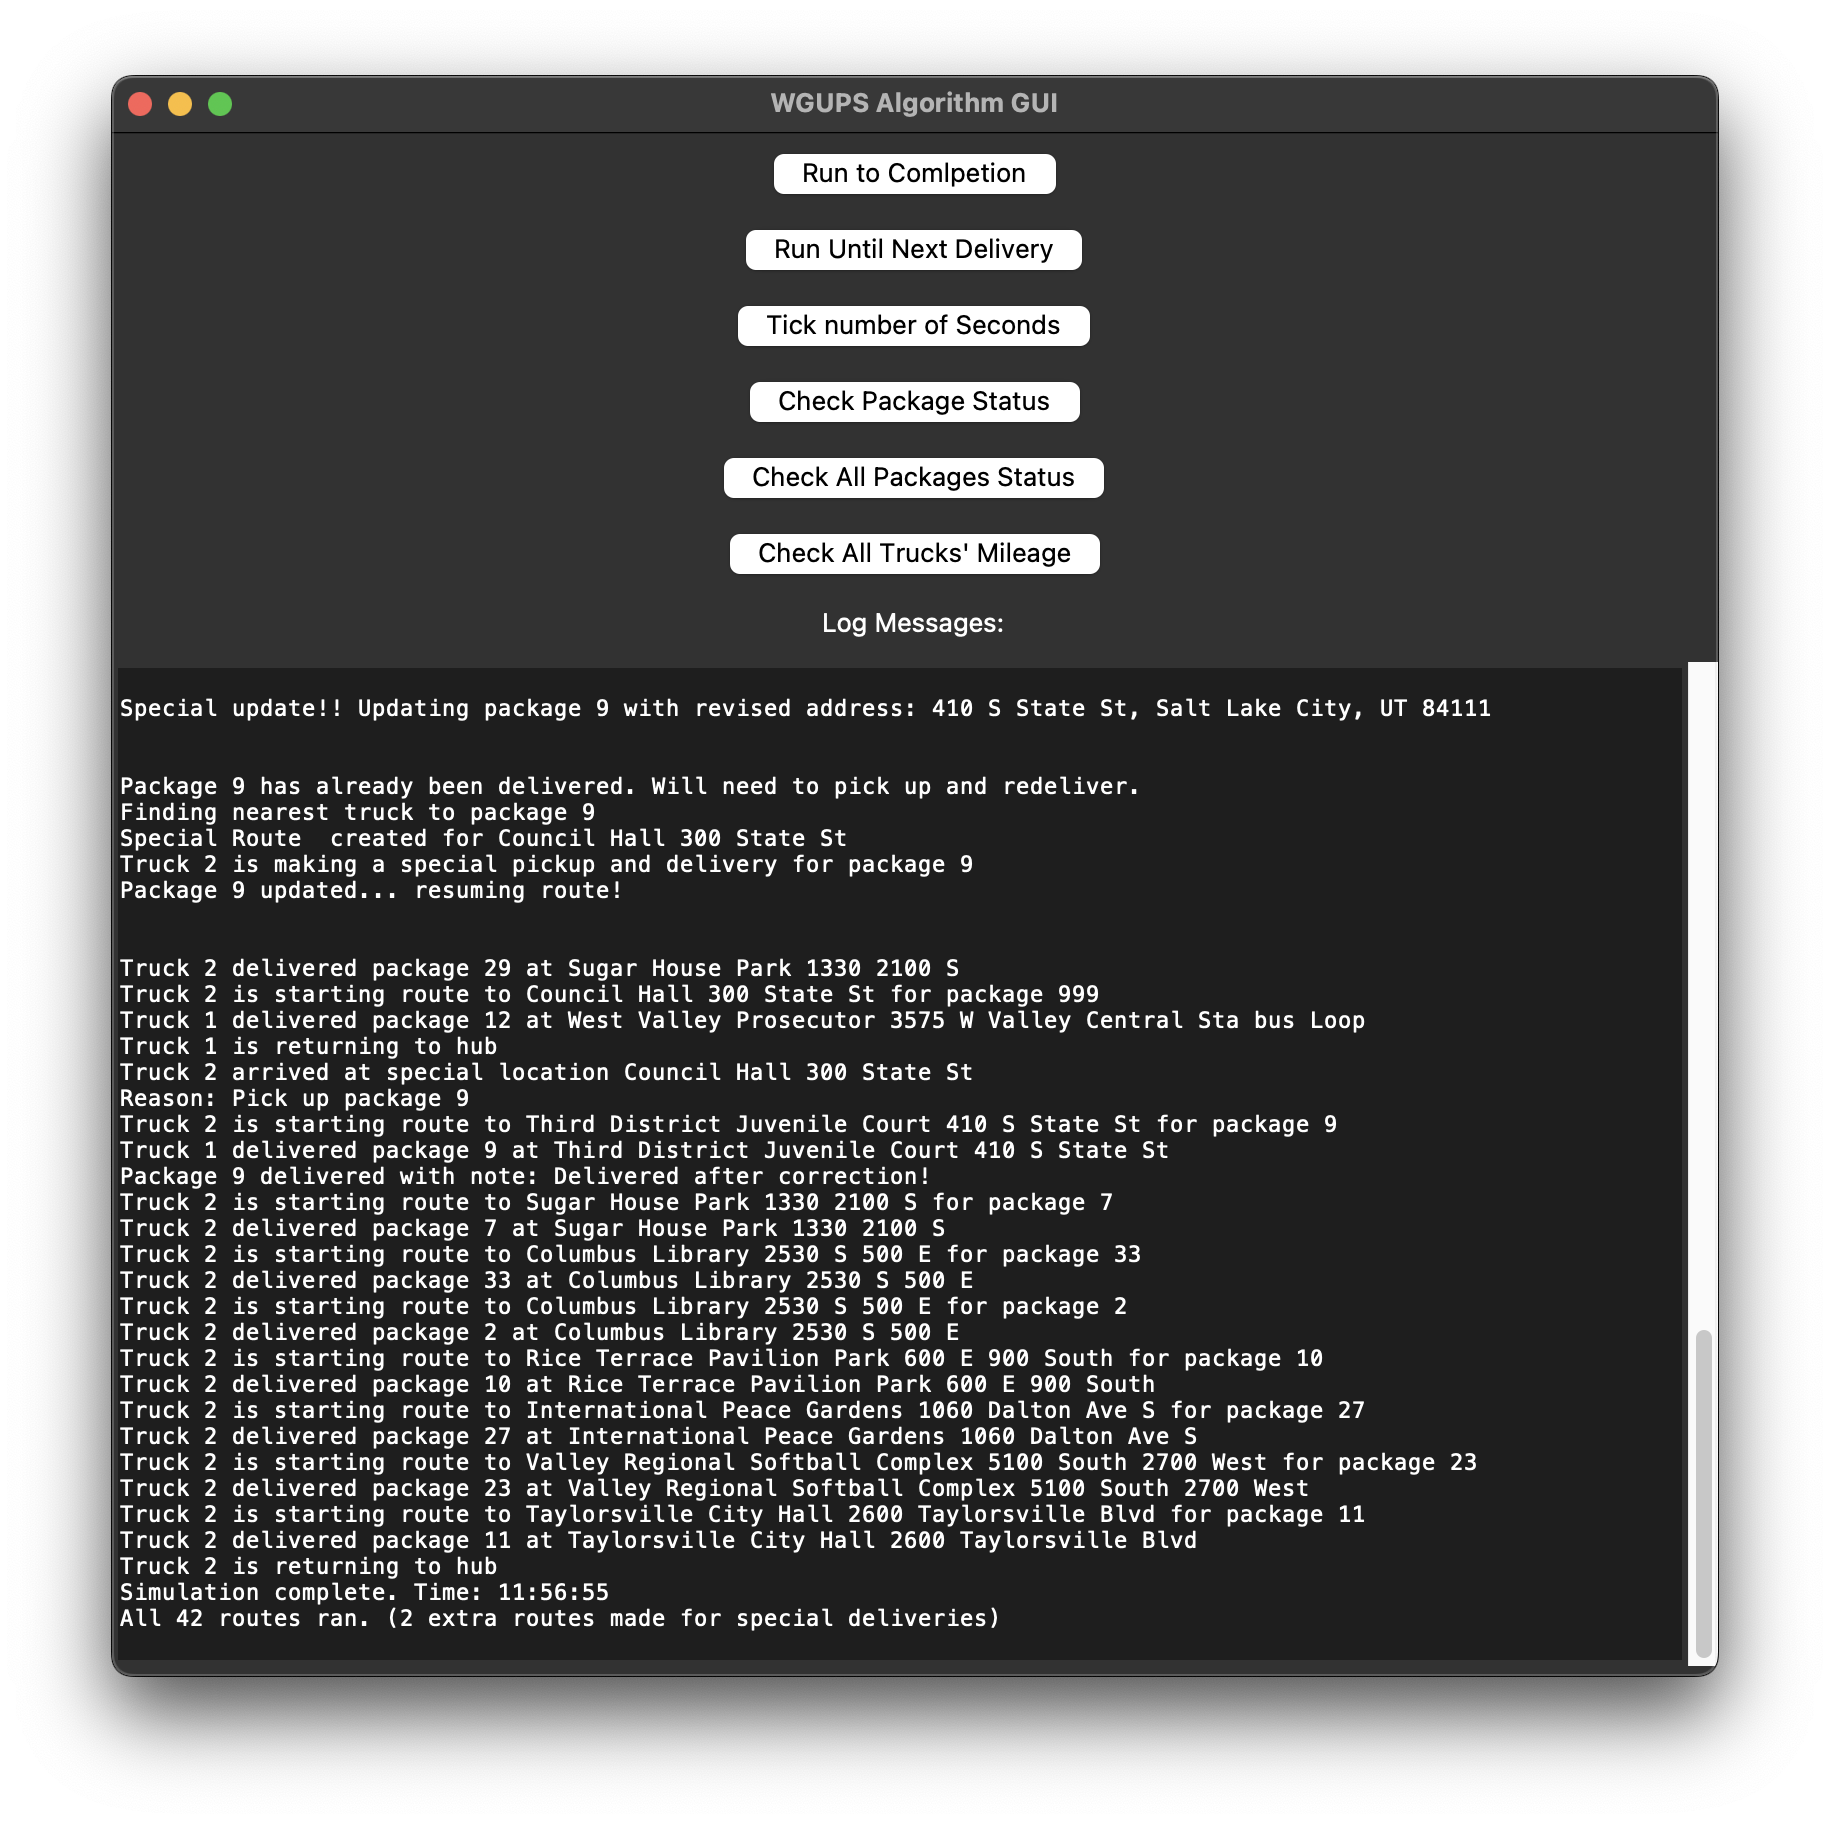 WGUPS Algorithm GUI
Run to Comlpetion
Run Until Next Delivery
Tick number of Seconds
Check Package Status
Check All Packages Status
Check All Trucks' Mileage
Log Messages:
Special update!! Updating package 9 with revised address: 410 S State St, Salt Lake City, UT 84111
Package 9 has already been delivered. Will need to pick up and redeliver.
Finding nearest truck to package 9
Special Route  created for Council Hall 300 State St
Truck 2 is making a special pickup and delivery for package 9
Package 9 updated... resuming route!
Truck 2 delivered package 29 at Sugar House Park 1330 2100 S
Truck 2 is starting route to Council Hall 300 State St for package 999
Truck 1 delivered package 12 at West Valley Prosecutor 3575 W Valley Central Sta bus Loop
Truck 1 is returning to hub
Truck 2 arrived at special location Council Hall 300 State St
Reason: Pick up package 9
Truck 2 is starting route to Third District Juvenile Court 410 S State St for package 9
Truck 1 delivered package 9 at Third District Juvenile Court 410 S State St
Package 9 delivered with note: Delivered after correction!
Truck 2 is starting route to Sugar House Park 1330 2100 S for package 7
Truck 2 delivered package 7 at Sugar House Park 1330 2100 S
Truck 2 is starting route to Columbus Library 2530 S 500 E for package 33
Truck 2 delivered package 33 at Columbus Library 2530 S 500 E
Truck 2 is starting route to Columbus Library 2530 S 500 E for package 2
Truck 2 delivered package 2 at Columbus Library 2530 S 500 E
Truck 2 is starting route to Rice Terrace Pavilion Park 600 E 900 South for package 10
Truck 2 delivered package 10 at Rice Terrace Pavilion Park 600 E 900 South
Truck 2 is starting route to International Peace Gardens 1060 Dalton Ave S for package 27
Truck 2 delivered package 27 at International Peace Gardens 1060 Dalton Ave S
Truck 2 is starting route to Valley Regional Softball Complex 5100 South 2700 West for package 23
Truck 2 delivered package 23 at Valley Regional Softball Complex 5100 South 2700 West
Truck 2 is starting route to Taylorsville City Hall 2600 Taylorsville Blvd for package 11
Truck 2 delivered package 11 at Taylorsville City Hall 2600 Taylorsville Blvd
Truck 2 is returning to hub
Simulation complete. Time: 11:56:55
All 42 routes ran. (2 extra routes made for special deliveries)